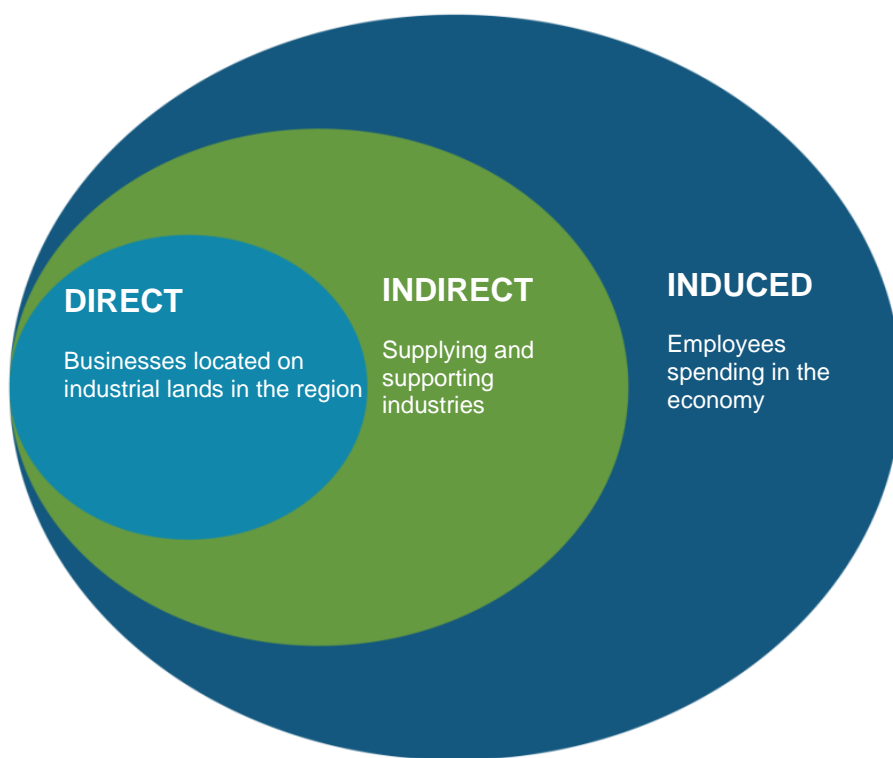 DIRECT
Businesses located on
industrial lands in the region
INDIRECT
Supplying and
supporting
industries
INDUCED
Employees
spending in the
economy